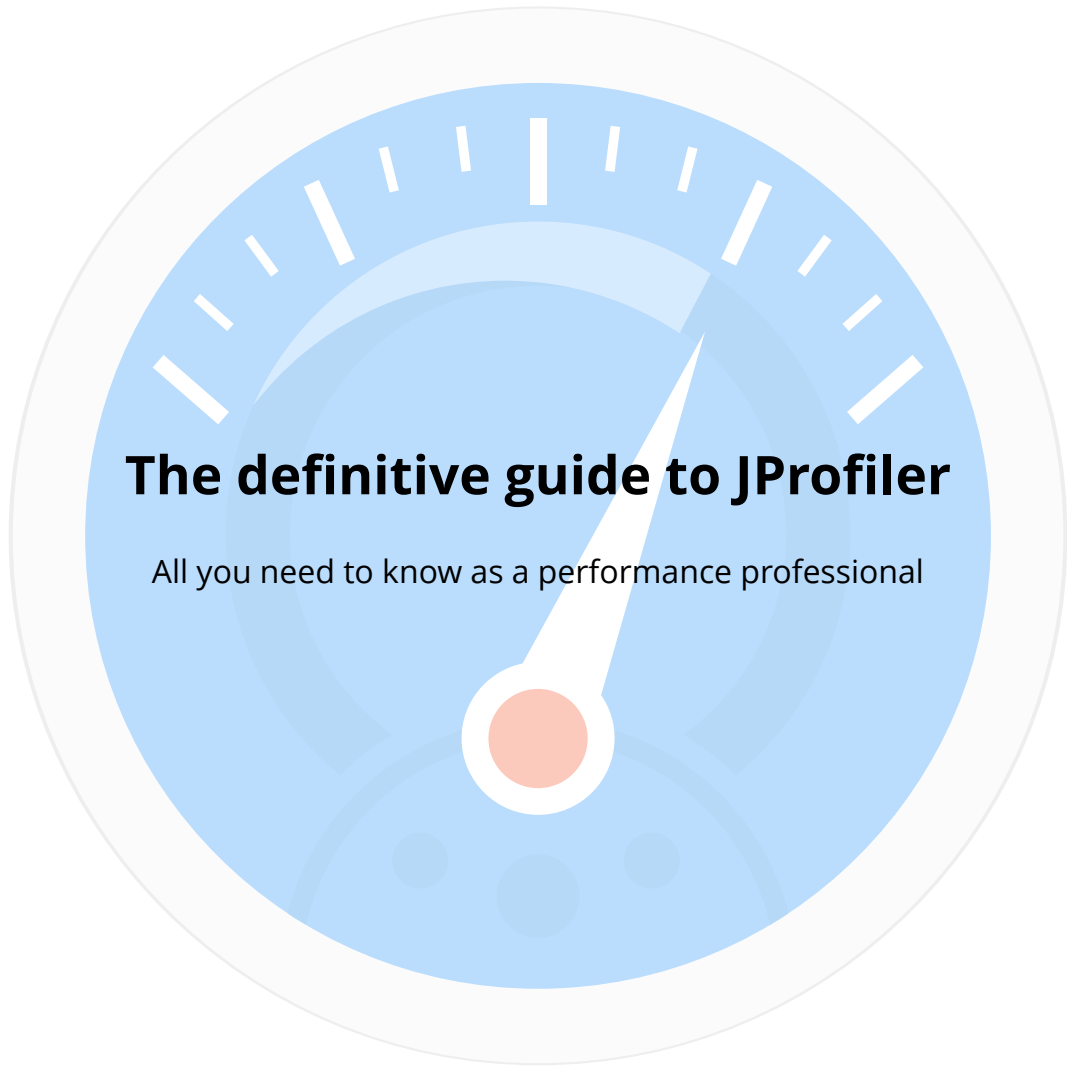 The definitive guide to JProfiler
All you need to know as a performance professional